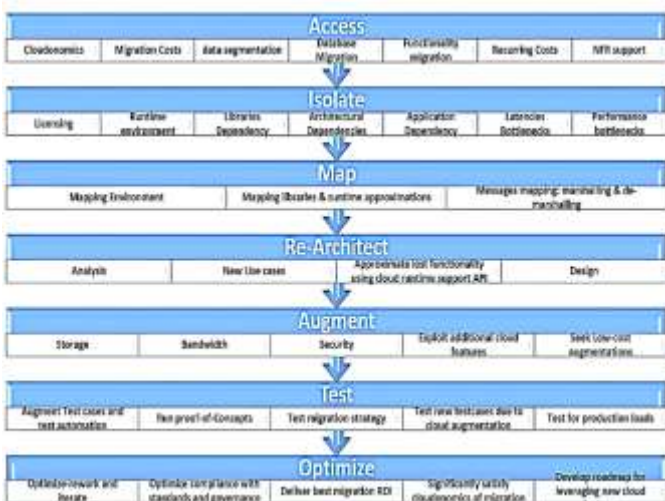 Access
Cloudonomics
Migration Costs
data segmentation
Database
Migration
Functionality
migration
Recurring Costs
NFR support
Isolate
Licensing
Runtime
environment
Libraries
Dependency
Architectural
Dependencies
Application
Dependency
Latencies
Bottlenecks
Performance
bottlenecks
Map
Mapping Environment
Mapping libraries & runtime approximations
Messages mapping: marshalling & de-
marshalling
Re-Architect
Analysis
New Use cases
Approximate lost functionality
using cloud runtime support API
Design
Augment
Storage
Bandwidth
Security
Exploit additional cloud
features
Seek Low-cost
augmentations
Test
Augment Test cases and
test automation
Run proof-of-Concepts
Test migration strategy
Test new testcases due to
cloud augmentation
Test for production loads
Optimize
Optimize-rework and
iterate
Optimize compliance with
standards and governance
Deliver best migration ROI
Significantly satisfy
cloudonomics of migration
Develop roadmap for
leveraging new cloud